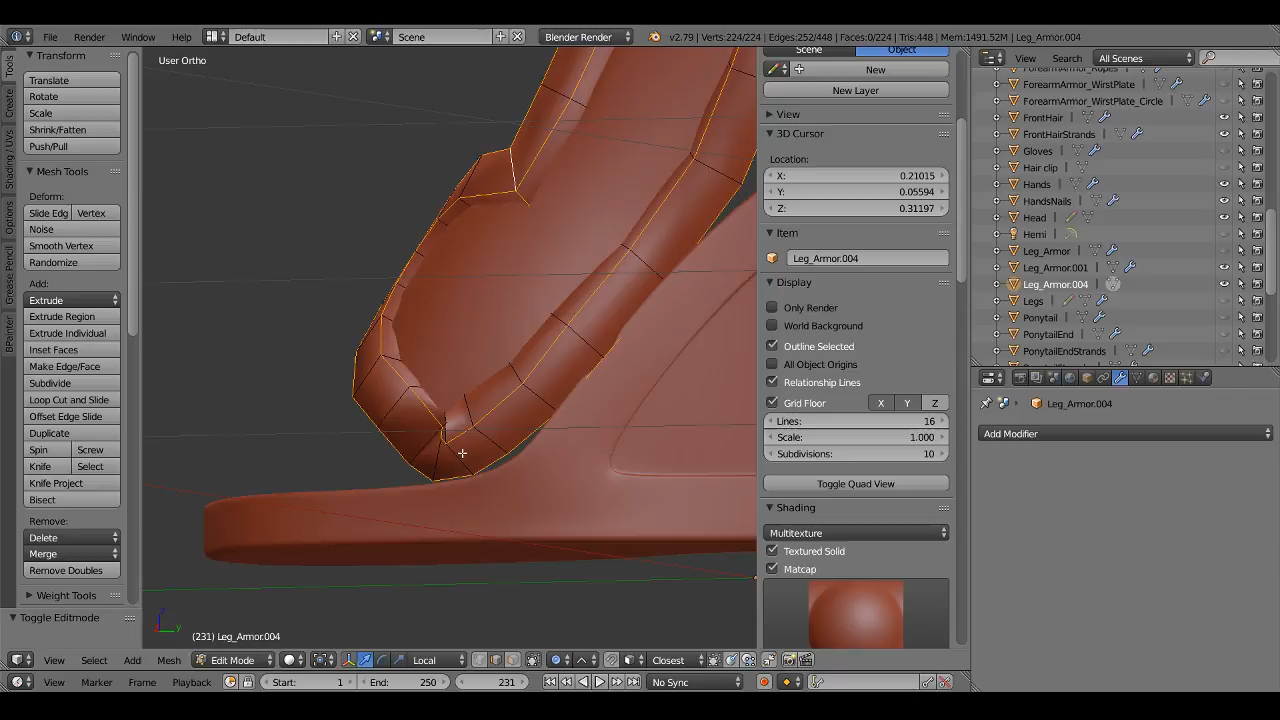 File Render Window Help Default Scene Blender Render v2.79 | Verts:224/224 | Edges:252/448 | Faces:0/224 | Tris:448 | Mem:1491.52M | Leg_Armor.004
Tools
Create
Shading / UVs
Options
Grease Pencil
BPainter
Transform
Translate
Rotate
Scale
Shrink/Fatten
Push/Pull
Mesh Tools
Deform:
Slide Edg Vertex
Noise
Smooth Vertex
Randomize
Add:
Extrude
Extrude Region
Extrude Individual
Inset Faces
Make Edge/Face
Subdivide
Loop Cut and Slide
Offset Edge Slide
Duplicate
Spin Screw
Knife Select
Knife Project
Bisect
Remove:
Delete
Merge
Remove Doubles
Weight Tools
Toggle Editmode
User Ortho
(231) Leg_Armor.004
Scene Object
New
New Layer
View
3D Cursor
Location:
X: 0.21015
Y: 0.05594
Z: 0.31197
Item
Leg_Armor.004
Display
Only Render
World Background
Outline Selected
All Object Origins
Relationship Lines
Grid Floor X Y Z
Lines: 16
Scale: 1.000
Subdivisions: 10
Toggle Quad View
Shading
Multitexture
Textured Solid
Matcap
View Search All Scenes
ForearmArmor_Ropes
ForearmArmor_WirstPlate
ForearmArmor_WirstPlate_Circle
FrontHair
FrontHairStrands
Gloves
Hair clip
Hands
HandsNails
Head
Hemi
Leg_Armor
Leg_Armor.001
Leg_Armor.004
Legs
Ponytail
PonytailEnd
PonytailEndStrands
Leg_Armor.004
Add Modifier
View Select Add Mesh Edit Mode Local Closest
View Marker Frame Playback Start: 1 End: 250 231 No Sync